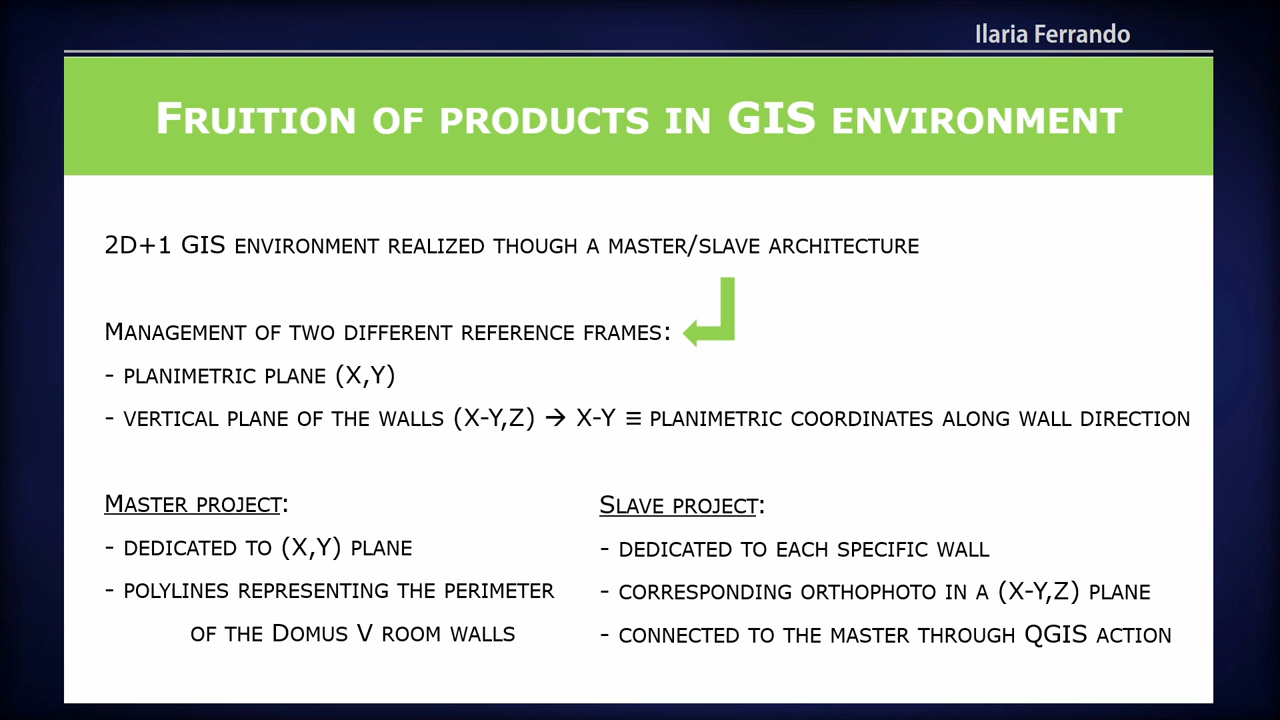 Ilaria Ferrando
Fruition of products in GIS environment
2D+1 GIS environment realized though a master/slave architecture
Management of two different reference frames:
- planimetric plane (X,Y)
- vertical plane of the walls (X-Y,Z) → X-Y ≡ planimetric coordinates along wall direction
Master project:
- dedicated to (X,Y) plane
- polylines representing the perimeter
of the Domus V room walls
Slave project:
- dedicated to each specific wall
- corresponding orthophoto in a (X-Y,Z) plane
- connected to the master through QGIS action